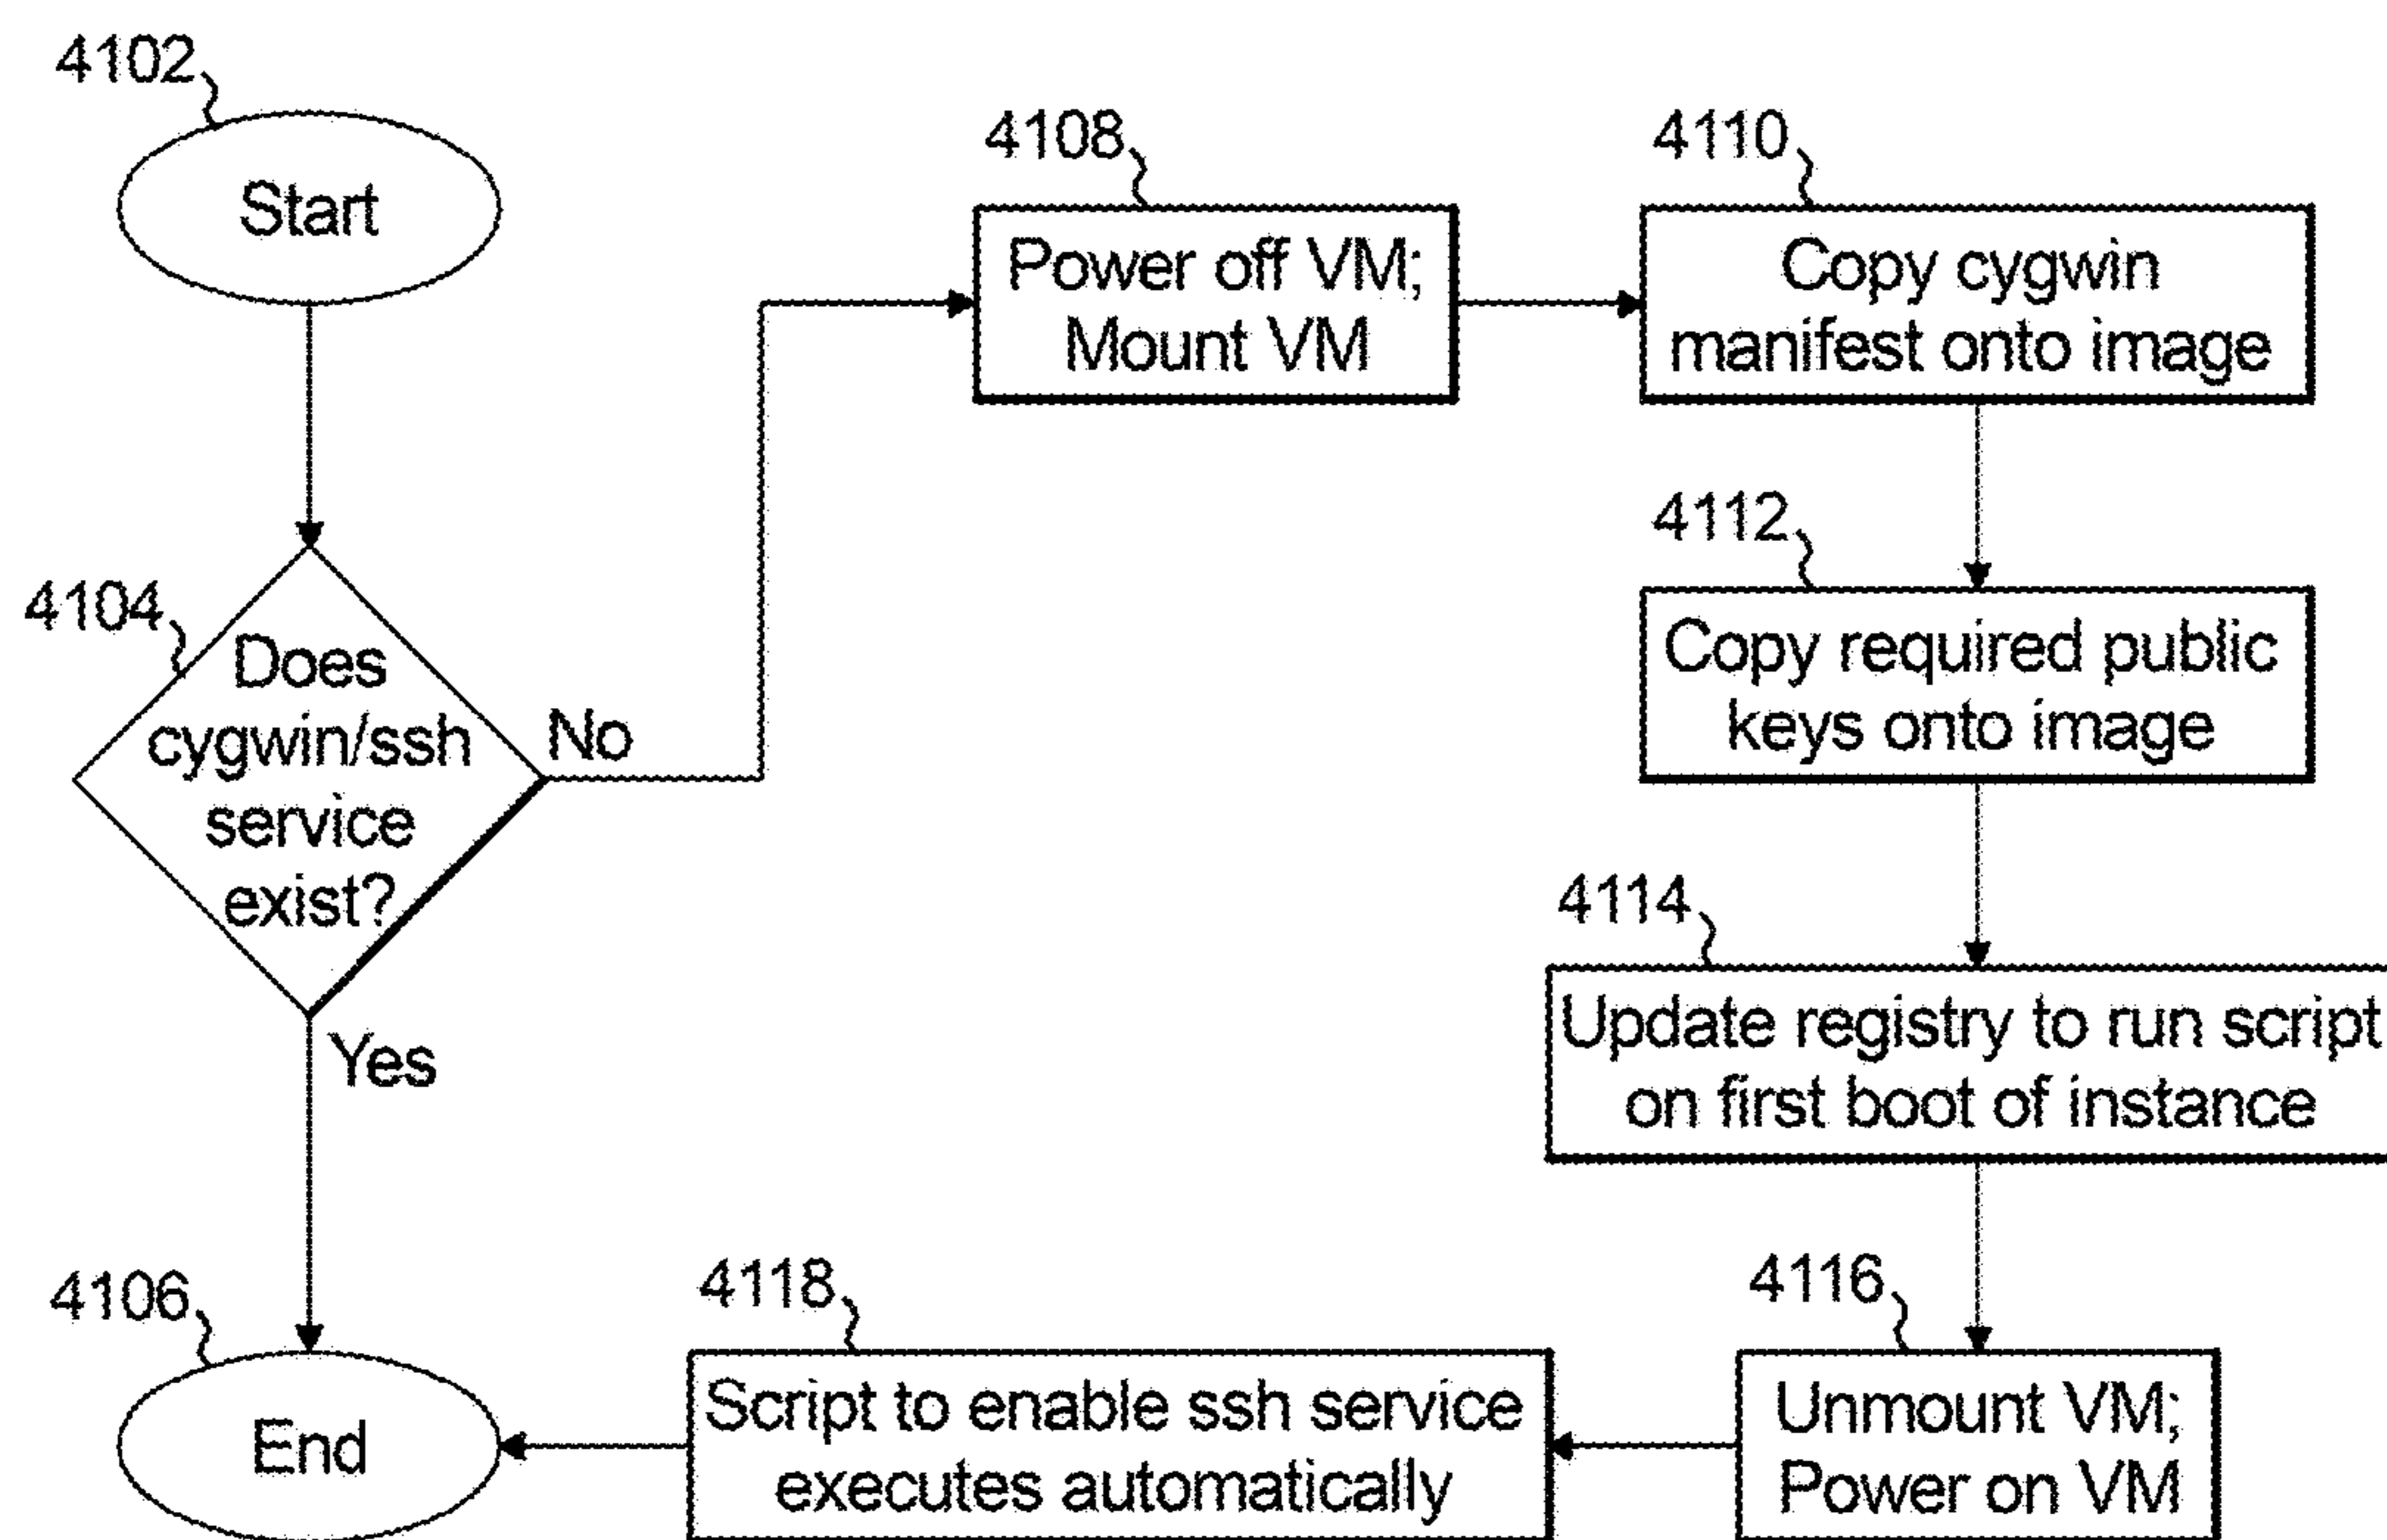 4102
Start
4104
Does
cygwin/ssh
service
exist?
No
Yes
4106
End
4108
Power off VM;
Mount VM
4110
Copy cygwin
manifest onto image
4112
Copy required public
keys onto image
4114
Update registry to run script
on first boot of instance
4116
Unmount VM;
Power on VM
4118
Script to enable ssh service
executes automatically